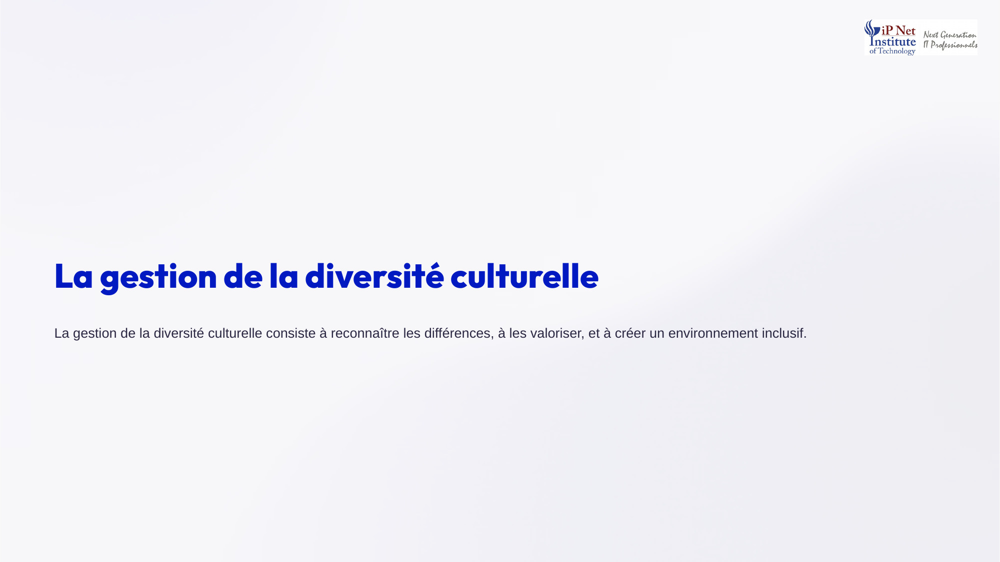 iP Net
Institute
of Technology
Next Generation
IT Professionnels
La gestion de la diversité culturelle
La gestion de la diversité culturelle consiste à reconnaître les différences, à les valoriser, et à créer un environnement inclusif.